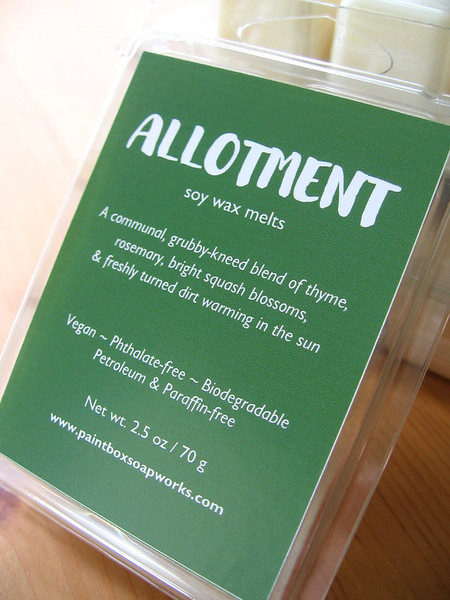 ALLOTMENT
soy wax melts
A communal, grubby-kneed blend of thyme,
rosemary, bright squash blossoms,
& freshly turned dirt warming in the sun
Vegan ~ Phthalate-free ~ Biodegradable
Petroleum & Paraffin-free
Net wt. 2.5 oz / 70 g
www.paintboxsoapworks.com